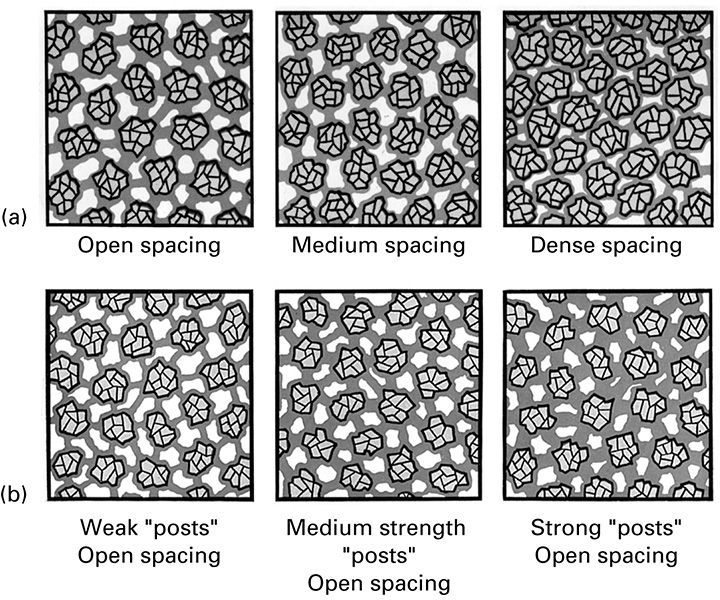 (a)
Open spacing
Medium spacing
Dense spacing
(b)
Weak "posts"
Open spacing
Medium strength
"posts"
Open spacing
Strong "posts"
Open spacing